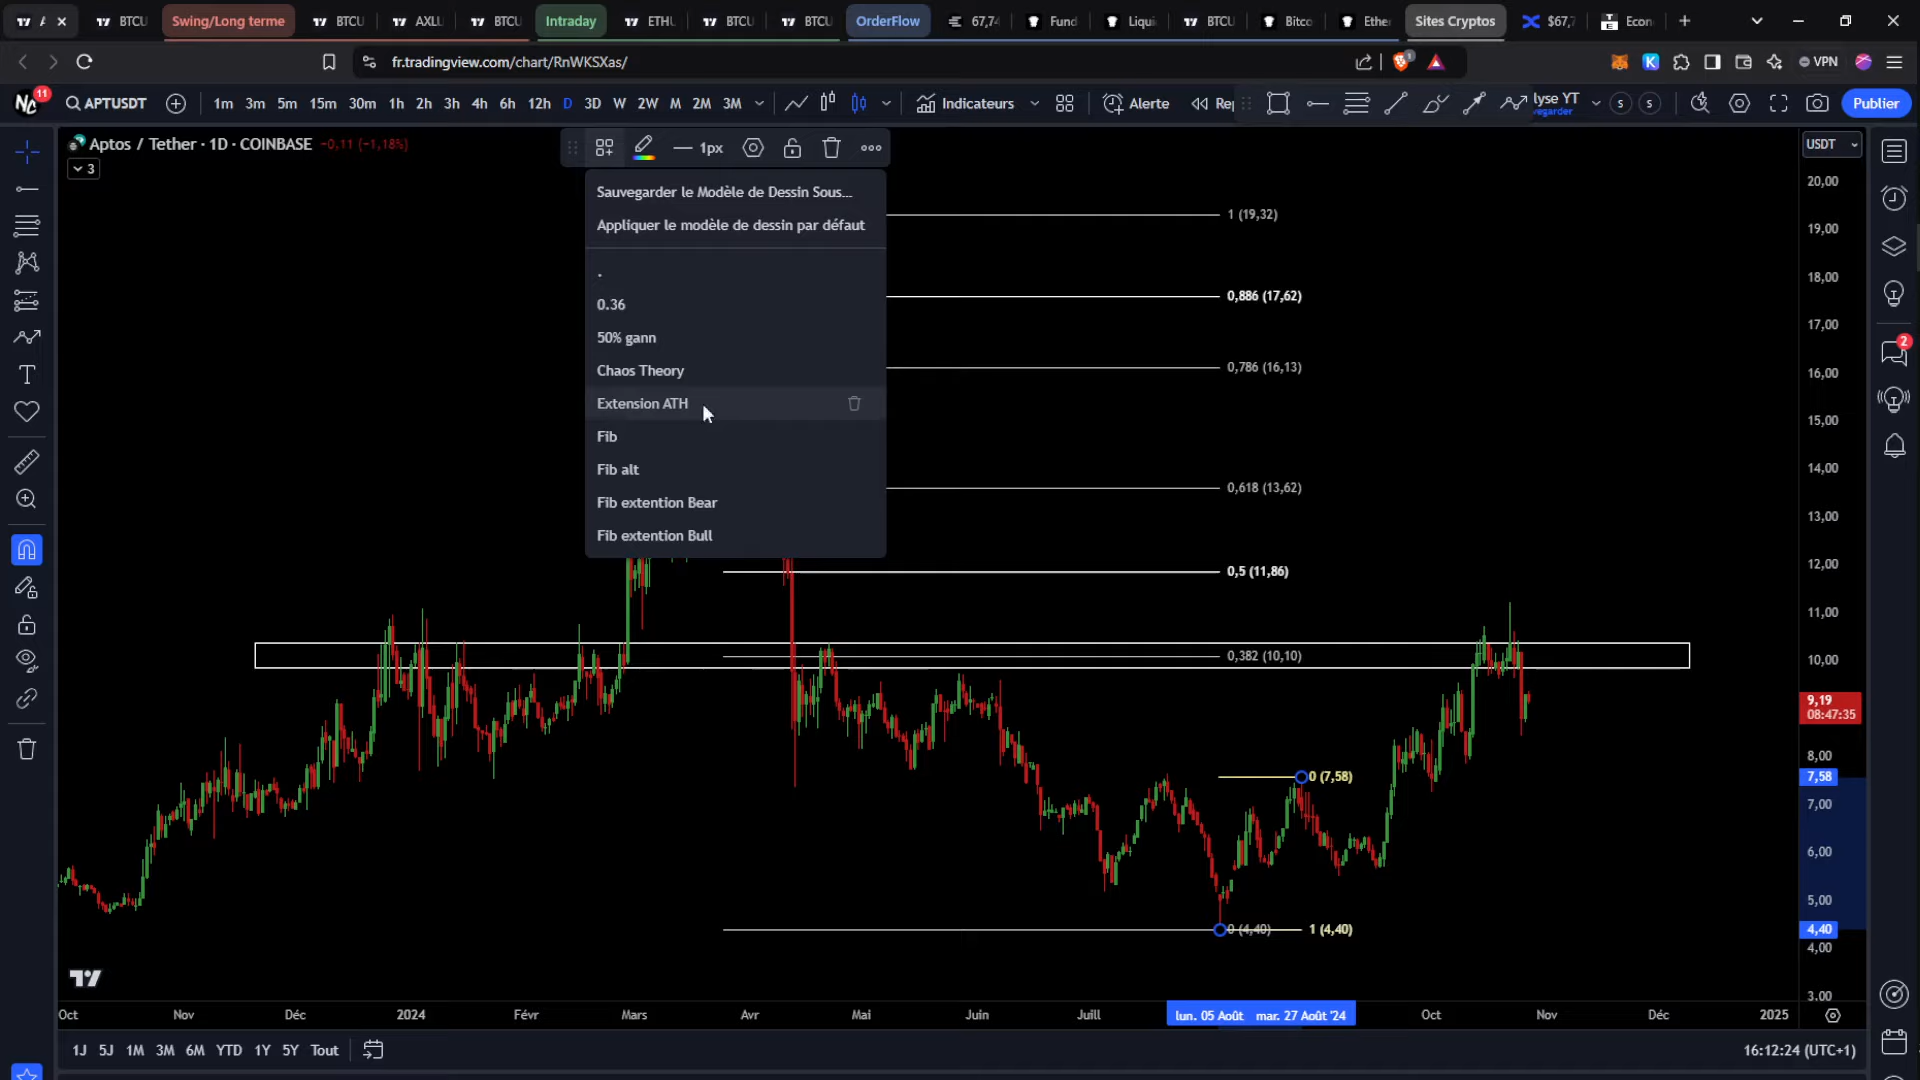 A
BTCU
Swing/Long terme
BTCU
AXLU
BTCU
Intraday
ETHU
BTCU
BTCU
OrderFlow
67,74
Fund
Liqui
BTCU
Bitco
Ether
Sites Cryptos
$67,7
Econ
fr.tradingview.com/chart/RnWKSXas/
1
VPN
11
APTUSDT
1m 3m 5m 15m 30m 1h 2h 3h 4h 6h 12h D 3D W 2W M 2M 3M
Indicateurs
Alerte
Rep
lyse YT
S
S
Publier
Aptos / Tether · 1D · COINBASE -0,11 (-1,18%)
3
1px
Sauvegarder le Modèle de Dessin Sous...
Appliquer le modèle de dessin par défaut
.
0.36
50% gann
Chaos Theory
Extension ATH
Fib
Fib alt
Fib extention Bear
Fib extention Bull
1 (19,32)
0,886 (17,62)
0,786 (16,13)
0,618 (13,62)
0,5 (11,86)
0,382 (10,10)
0 (7,58)
0 (4,40)
1 (4,40)
USDT
20,00
19,00
18,00
17,00
16,00
15,00
14,00
13,00
12,00
11,00
10,00
9,19
08:47:35
8,00
7,58
7,00
6,00
5,00
4,40
4,00
3,00
2
Oct Nov Déc 2024 Févr Mars Avr Mai Juin Juill lun. 05 Août mar. 27 Août '24 Oct Nov Déc 2025
1J 5J 1M 3M 6M YTD 1Y 5Y Tout
16:12:24 (UTC+1)